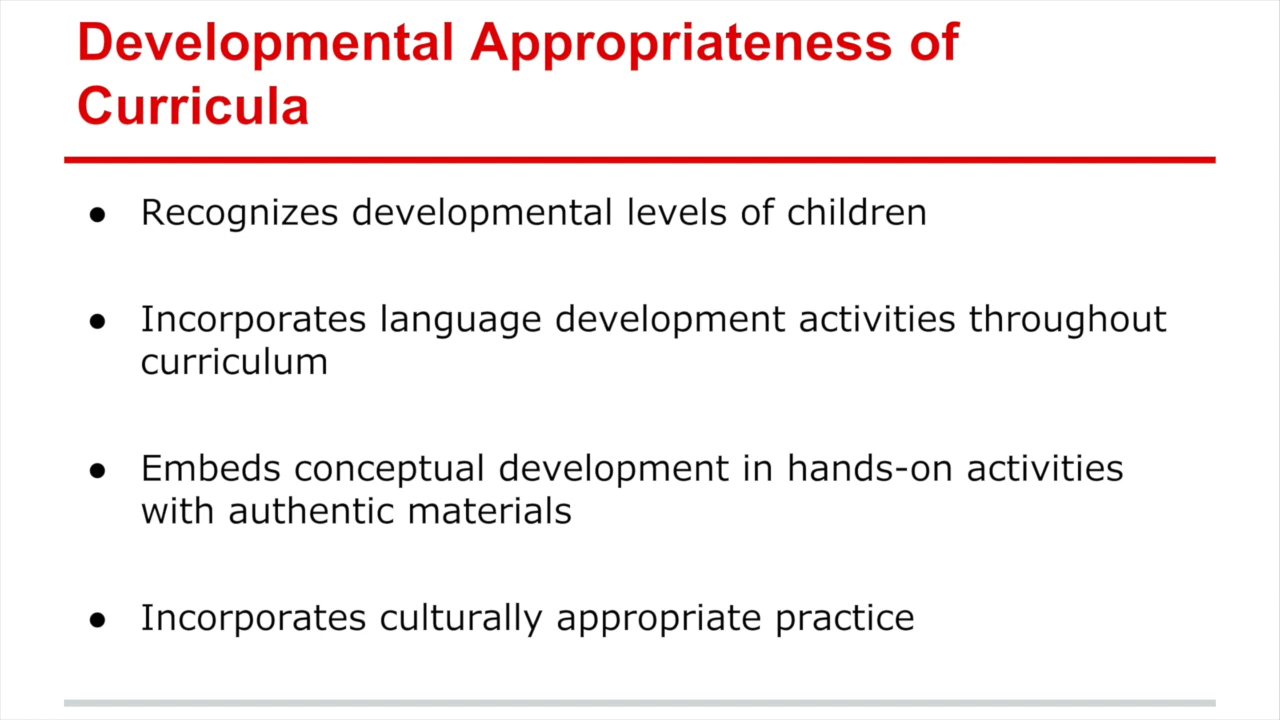 Developmental Appropriateness of
Curricula
● Recognizes developmental levels of children
● Incorporates language development activities throughout
curriculum
● Embeds conceptual development in hands-on activities
with authentic materials
● Incorporates culturally appropriate practice